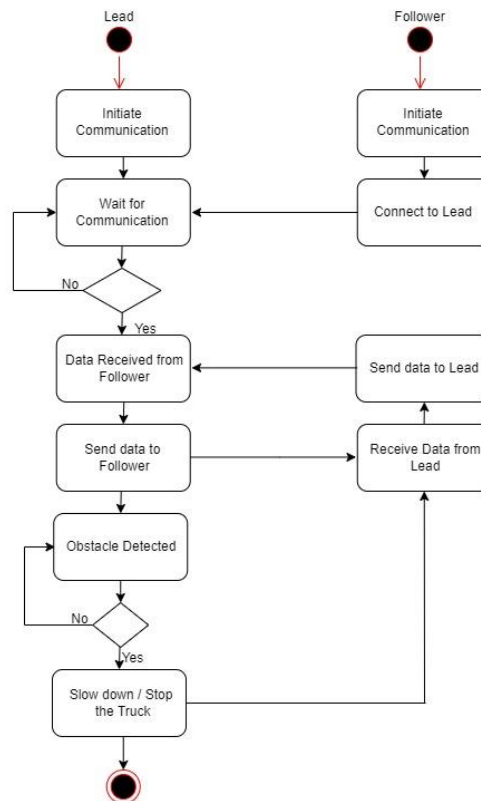 Lead
Follower
Initiate
Communication
Initiate
Communication
Wait for
Communication
Connect to Lead
No
Yes
Data Received from
Follower
Send data to Lead
Send data to
Follower
Receive Data from
Lead
Obstacle Detected
No
Yes
Slow down / Stop
the Truck